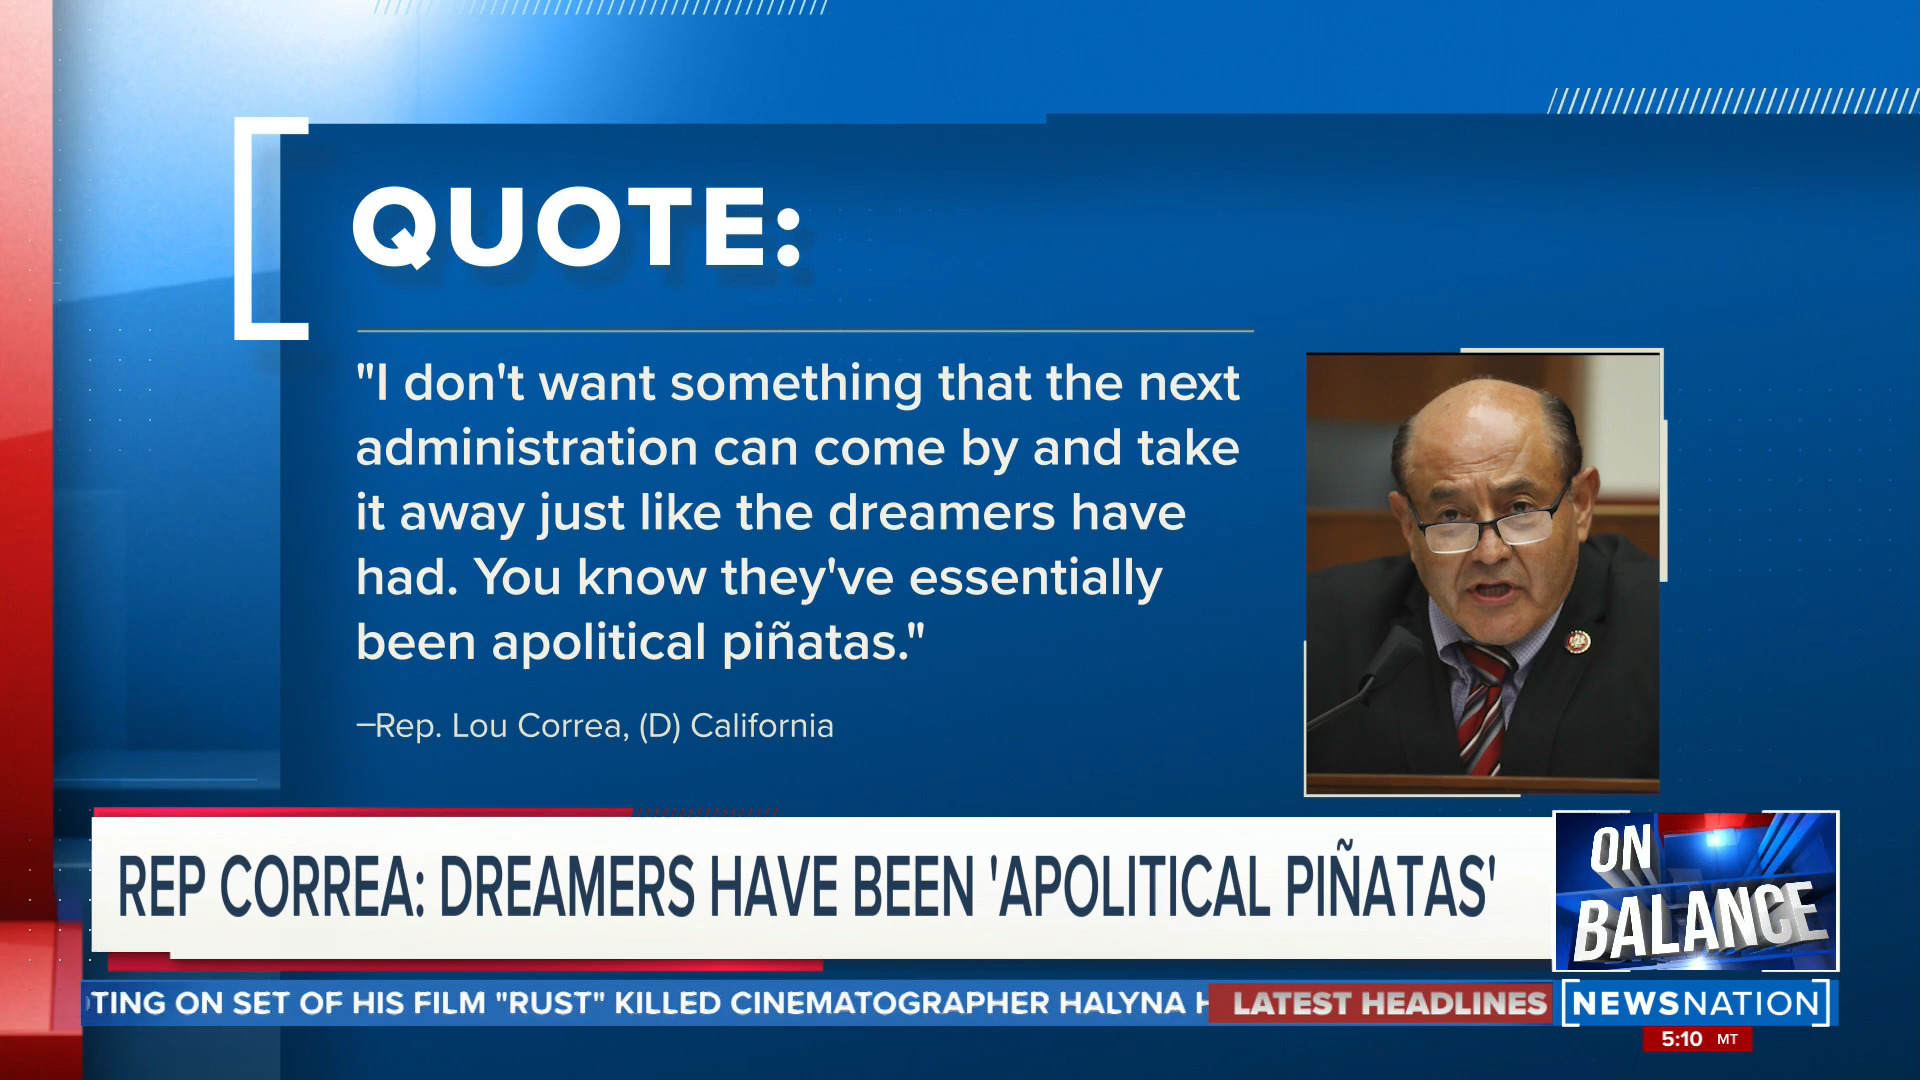 QUOTE:
"I don't want something that the next
administration can come by and take
it away just like the dreamers have
had. You know they've essentially
been apolitical piñatas."
–Rep. Lou Correa, (D) California
REP CORREA: DREAMERS HAVE BEEN 'APOLITICAL PIÑATAS'
ON
BALANCE
TING ON SET OF HIS FILM "RUST" KILLED CINEMATOGRAPHER HALYNA
LATEST HEADLINES
NEWSNATION
5:10 MT